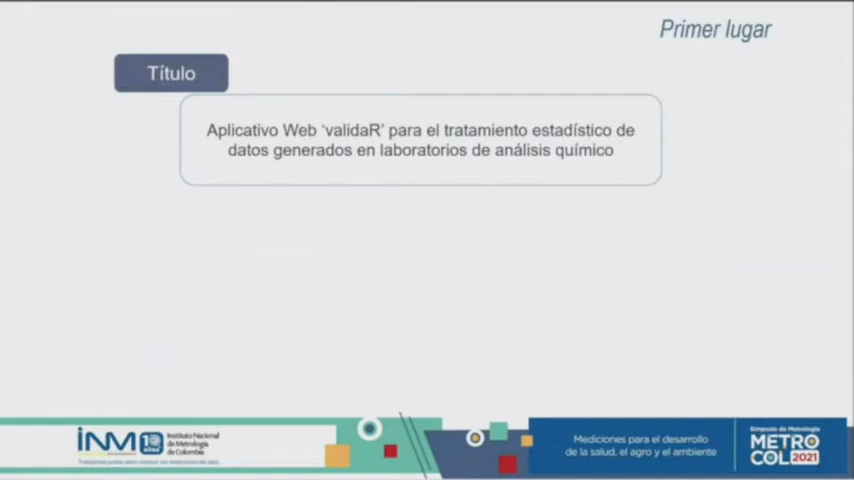 Primer lugar
Título
Aplicativo Web ‘validaR’ para el tratamiento estadístico de
datos generados en laboratorios de análisis químico
INM 10 años
Instituto Nacional
de Metrología
de Colombia
Mediciones para el desarrollo
de la salud, el agro y el ambiente
Simposio de Metrología
METRO
COL 2021